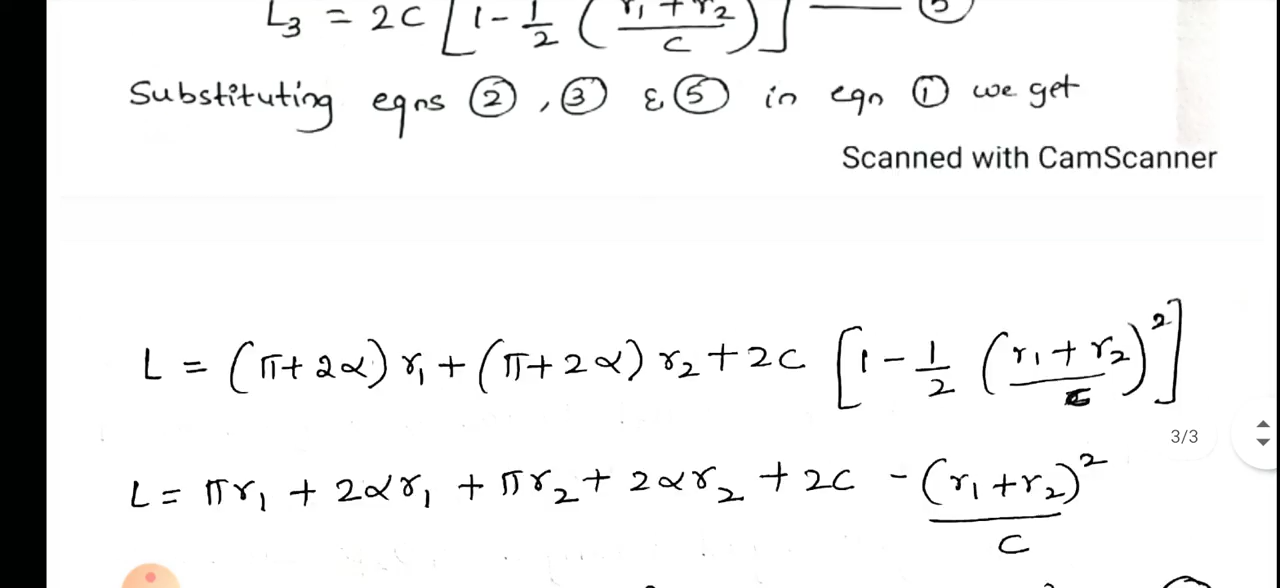 L₃ = 2C [1 - 1/2 ((r₁ + r₂)/C)] —— ⑤
Substituting eqns ②, ③ & ⑤ in eqn ① we get
Scanned with CamScanner
L = (π + 2α) r₁ + (π + 2α) r₂ + 2C [1 - 1/2 ((r₁ + r₂)/C)²]
3/3
L = πr₁ + 2αr₁ + πr₂ + 2αr₂ + 2C - (r₁ + r₂)²/C